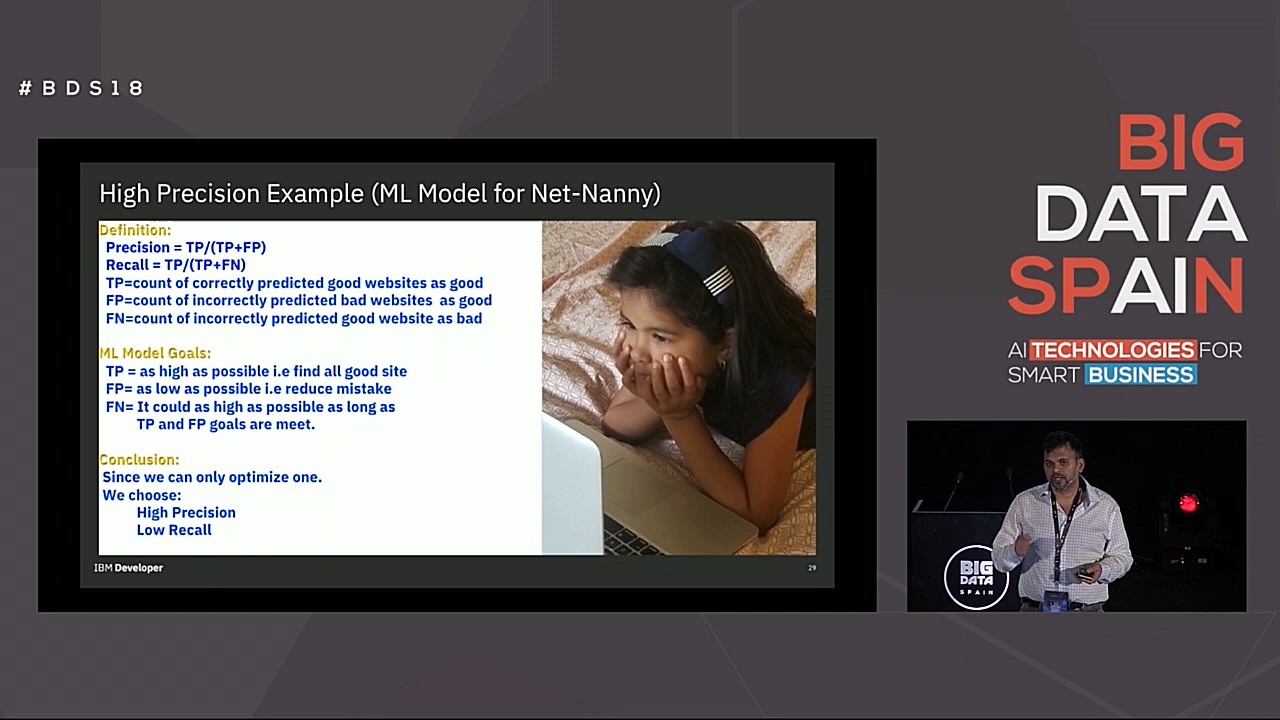 #BDS18
High Precision Example (ML Model for Net-Nanny)
Definition:
Precision = TP/(TP+FP)
Recall = TP/(TP+FN)
TP=count of correctly predicted good websites as good
FP=count of incorrectly predicted bad websites as good
FN=count of incorrectly predicted good website as bad
ML Model Goals:
TP = as high as possible i.e find all good site
FP= as low as possible i.e reduce mistake
FN= It could as high as possible as long as
TP and FP goals are meet.
Conclusion:
Since we can only optimize one.
We choose:
High Precision
Low Recall
IBM Developer
29
BIG
DATA
SPAIN
AI TECHNOLOGIES FOR
SMART BUSINESS
BIG
DATA
SPAIN